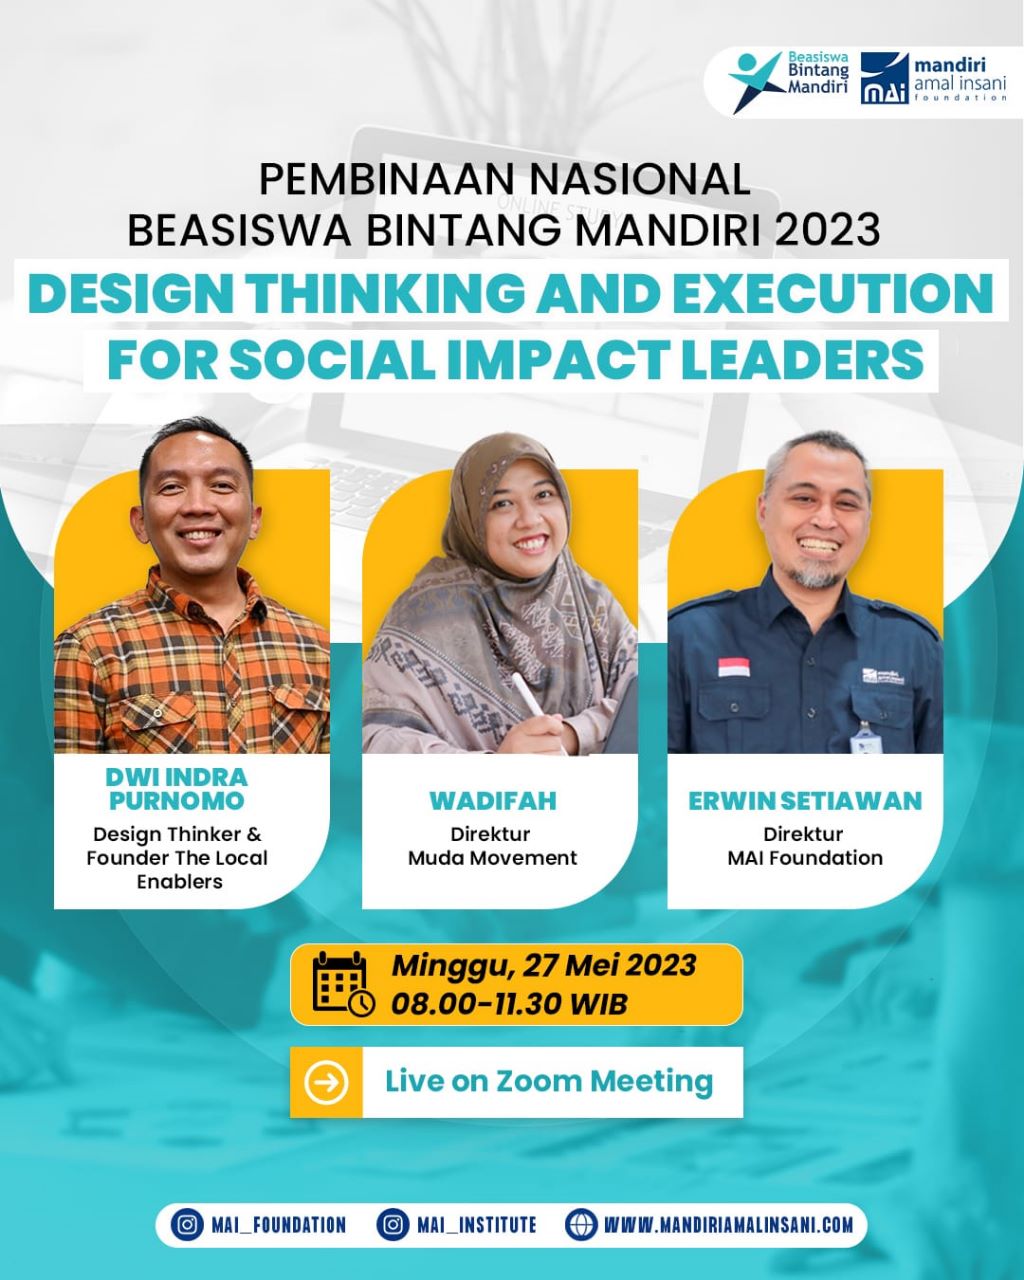 Beasiswa
Bintang
Mandiri
MAi
mandiri
amal insani
foundation
ONLINE STUDY
PEMBINAAN NASIONAL
BEASISWA BINTANG MANDIRI 2023
DESIGN THINKING AND EXECUTION
FOR SOCIAL IMPACT LEADERS
DWI INDRA
PURNOMO
Design Thinker &
Founder The Local
Enablers
WADIFAH
Direktur
Muda Movement
ERWIN SETIAWAN
Direktur
MAI Foundation
Minggu, 27 Mei 2023
08.00-11.30 WIB
Live on Zoom Meeting
MAI_FOUNDATION
MAI_INSTITUTE
WWW.MANDIRIAMALINSANI.COM